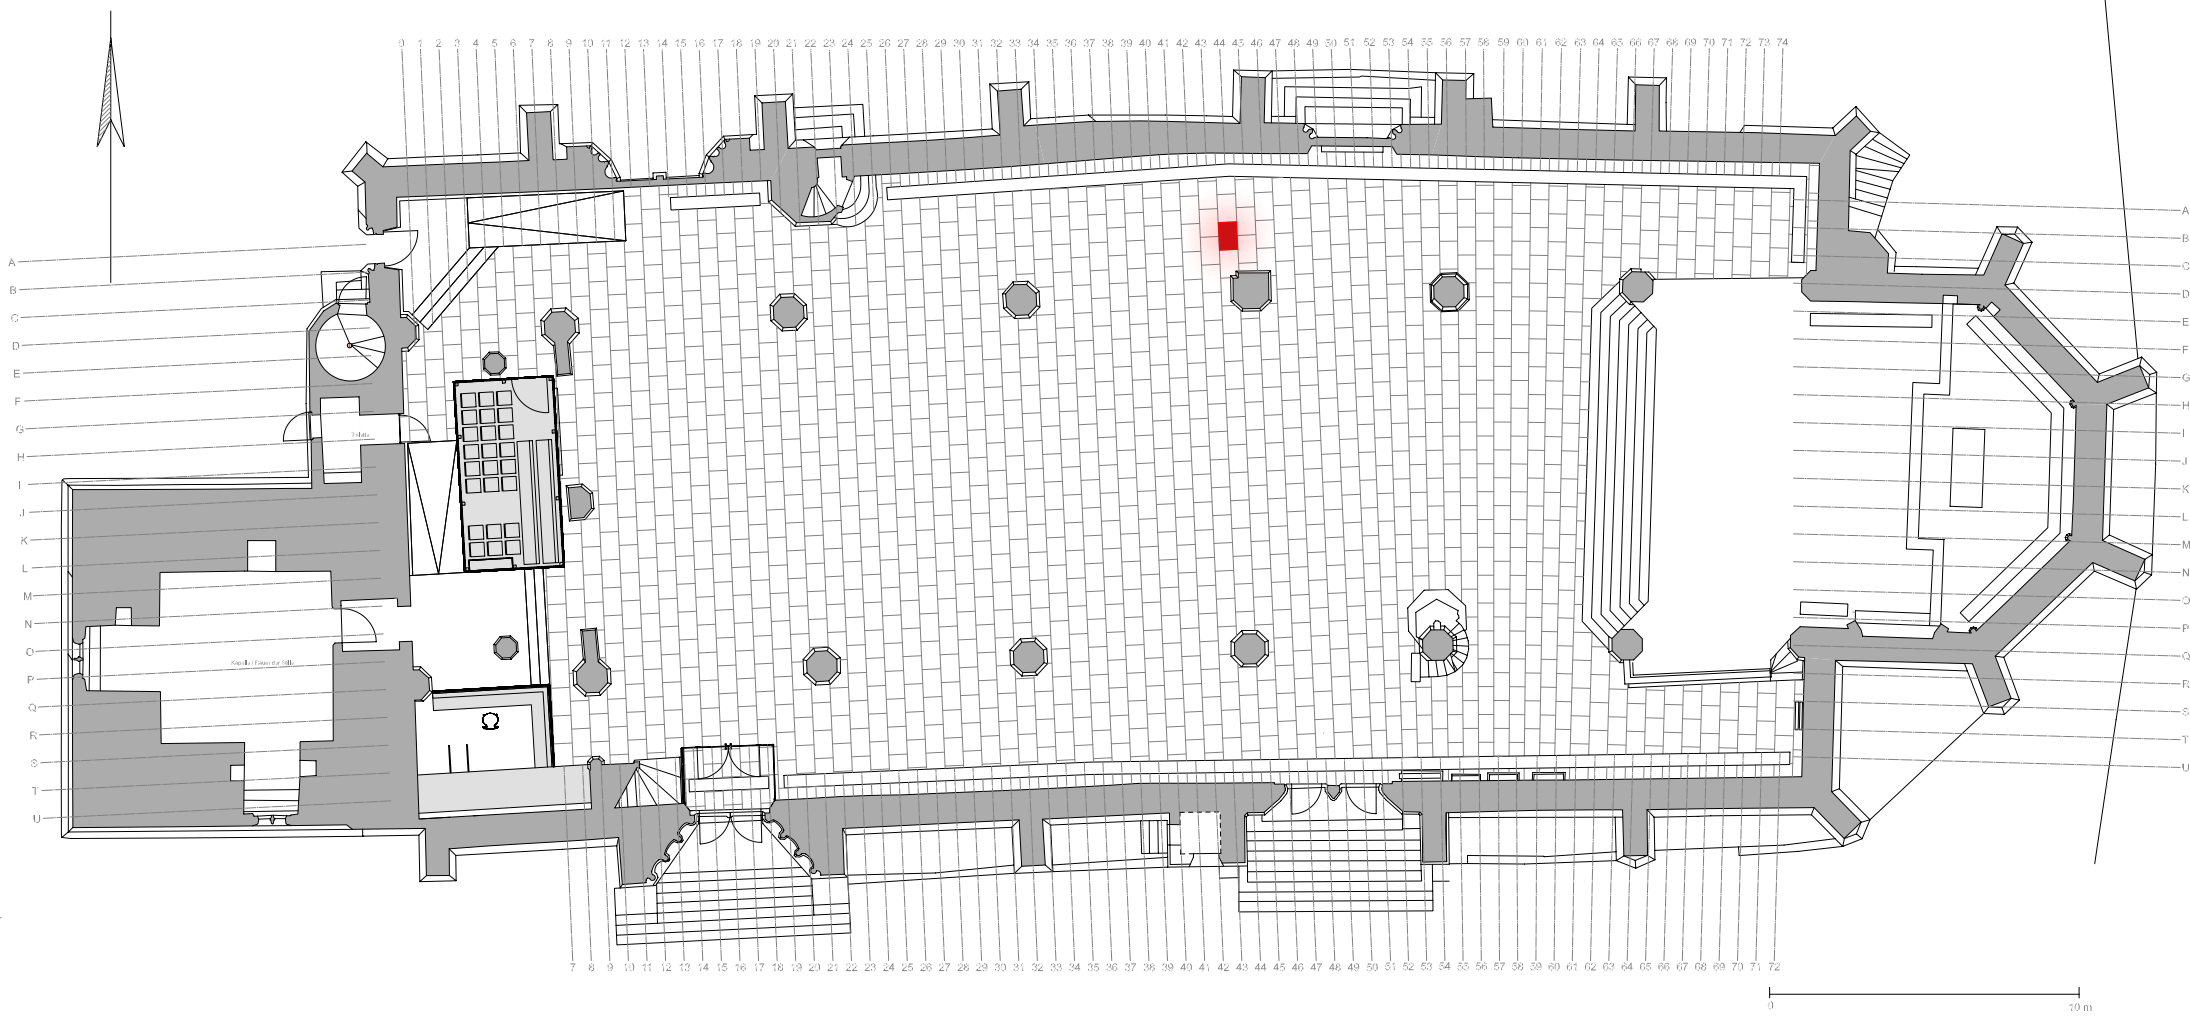 0 1 2 3 4 5 6 7 8 9 10 11 12 13 14 15 16 17 18 19 20 21 22 23 24 25 26 27 28 29 30 31 32 33 34 35 36 37 38 39 40 41 42 43 44 45 46 47 48 49 50 51 52 53 54 55 56 57 58 59 60 61 62 63 64 65 66 67 68 69 70 71 72 73 74
A
B
C
D
E
F
G
H
I
J
K
L
M
N
O
P
Q
R
S
T
U
Kapelle / Raum der Stille
A
B
C
D
E
F
G
H
I
J
K
L
M
N
O
P
Q
R
S
T
U
7 8 9 10 11 12 13 14 15 16 17 18 19 20 21 22 23 24 25 26 27 28 29 30 31 32 33 34 35 36 37 38 39 40 41 42 43 44 45 46 47 48 49 50 51 52 53 54 55 56 57 58 59 60 61 62 63 64 65 66 67 68 69 70 71 72
0 10 m